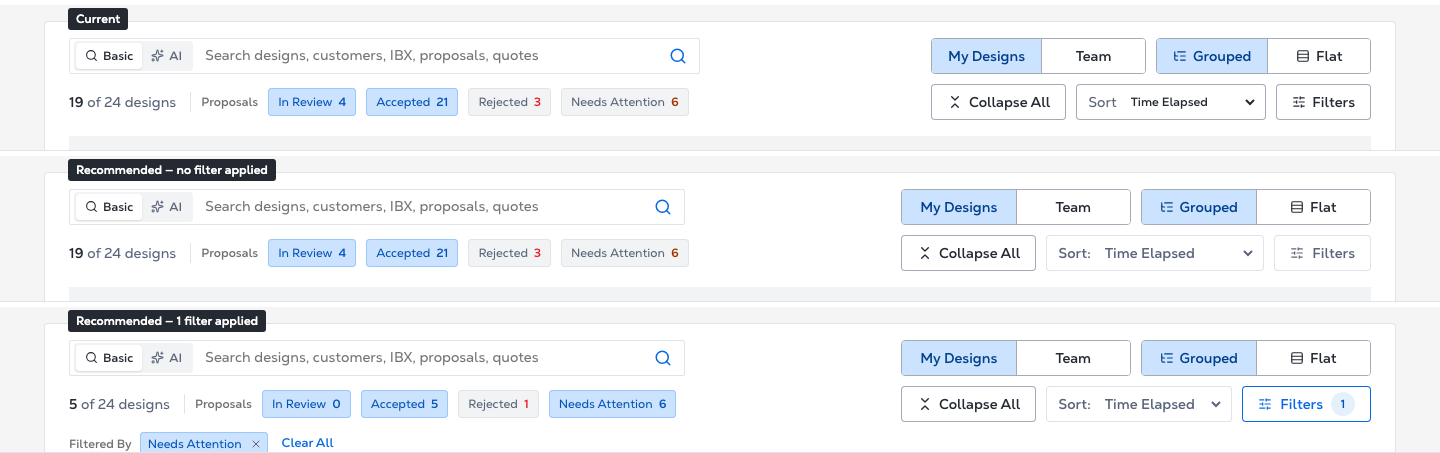 Current
Basic AI Search designs, customers, IBX, proposals, quotes My Designs Team Grouped Flat
19 of 24 designs Proposals In Review 4 Accepted 21 Rejected 3 Needs Attention 6 Collapse All Sort Time Elapsed Filters
Recommended – no filter applied
Basic AI Search designs, customers, IBX, proposals, quotes My Designs Team Grouped Flat
19 of 24 designs Proposals In Review 4 Accepted 21 Rejected 3 Needs Attention 6 Collapse All Sort: Time Elapsed Filters
Recommended – 1 filter applied
Basic AI Search designs, customers, IBX, proposals, quotes My Designs Team Grouped Flat
5 of 24 designs Proposals In Review 0 Accepted 5 Rejected 1 Needs Attention 6 Collapse All Sort: Time Elapsed Filters 1
Filtered By Needs Attention × Clear All